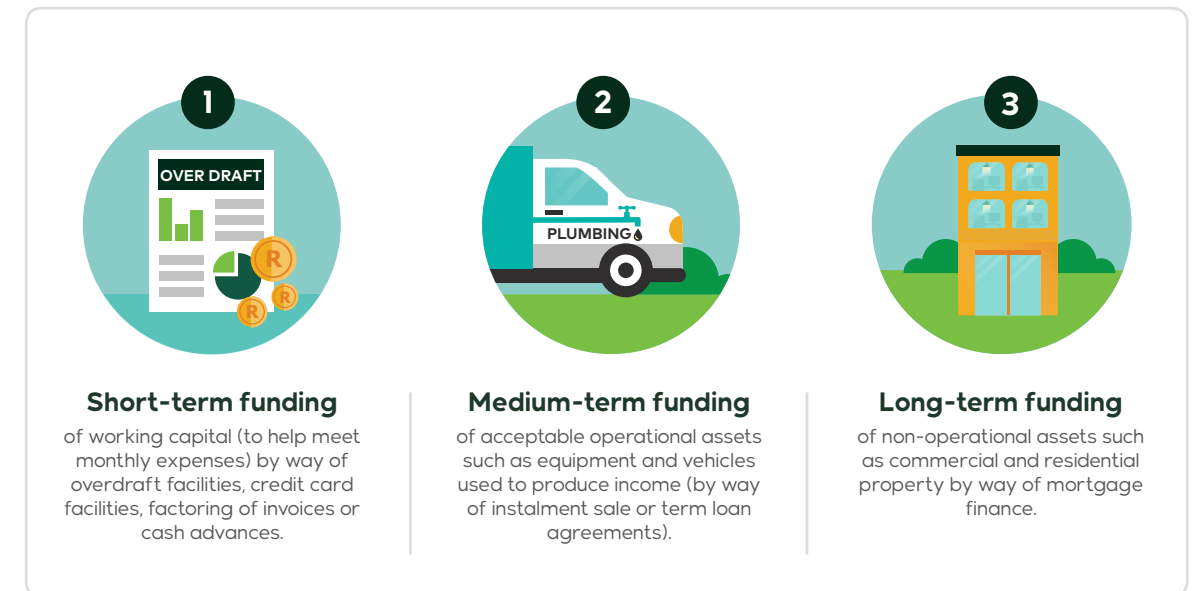 1
OVER DRAFT
R
R
R
Short-term funding
of working capital (to help meet
monthly expenses) by way of
overdraft facilities, credit card
facilities, factoring of invoices or
cash advances.
2
PLUMBING
Medium-term funding
of acceptable operational assets
such as equipment and vehicles
used to produce income (by way
of instalment sale or term loan
agreements).
3
Long-term funding
of non-operational assets such
as commercial and residential
property by way of mortgage
finance.